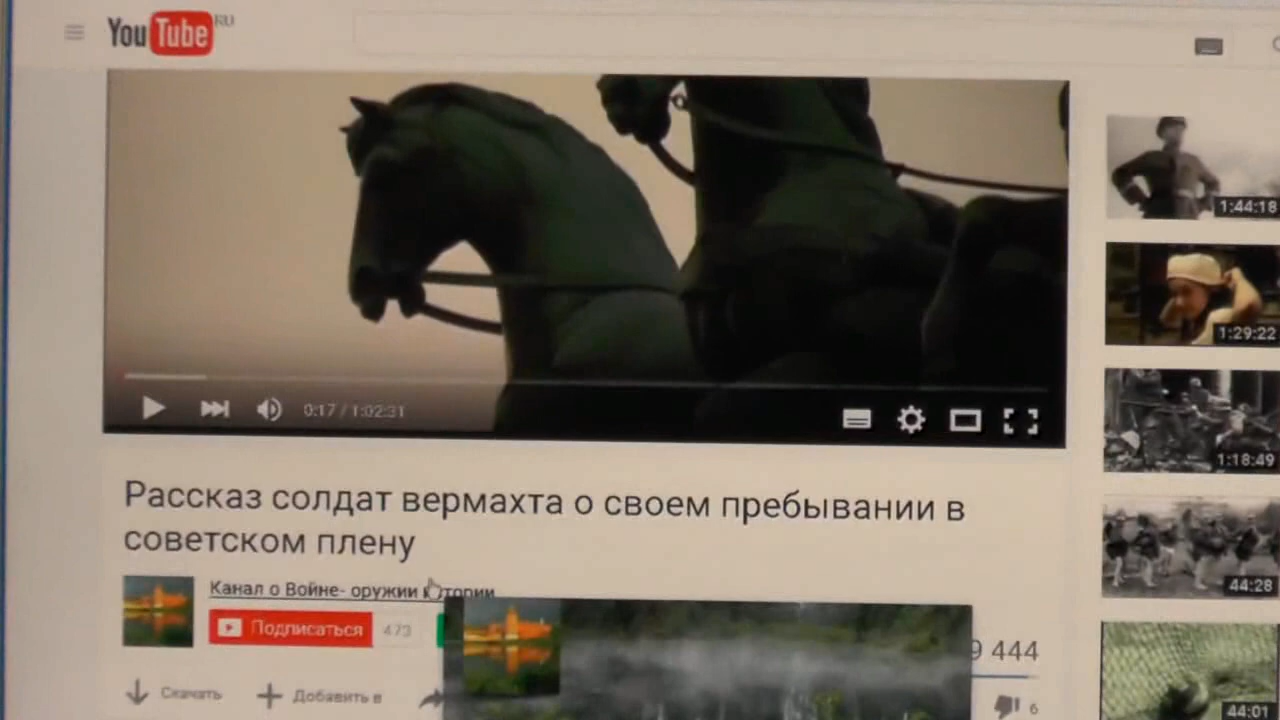 YouTube RU
1:44:18
1:29:22
0:17 / 1:02:31
1:18:49
Рассказ солдат вермахта о своем пребывании в
советском плену
44:28
Канал о Войне- оружии
Подписаться 473
9 444
Скачать Добавить в
6
44:01